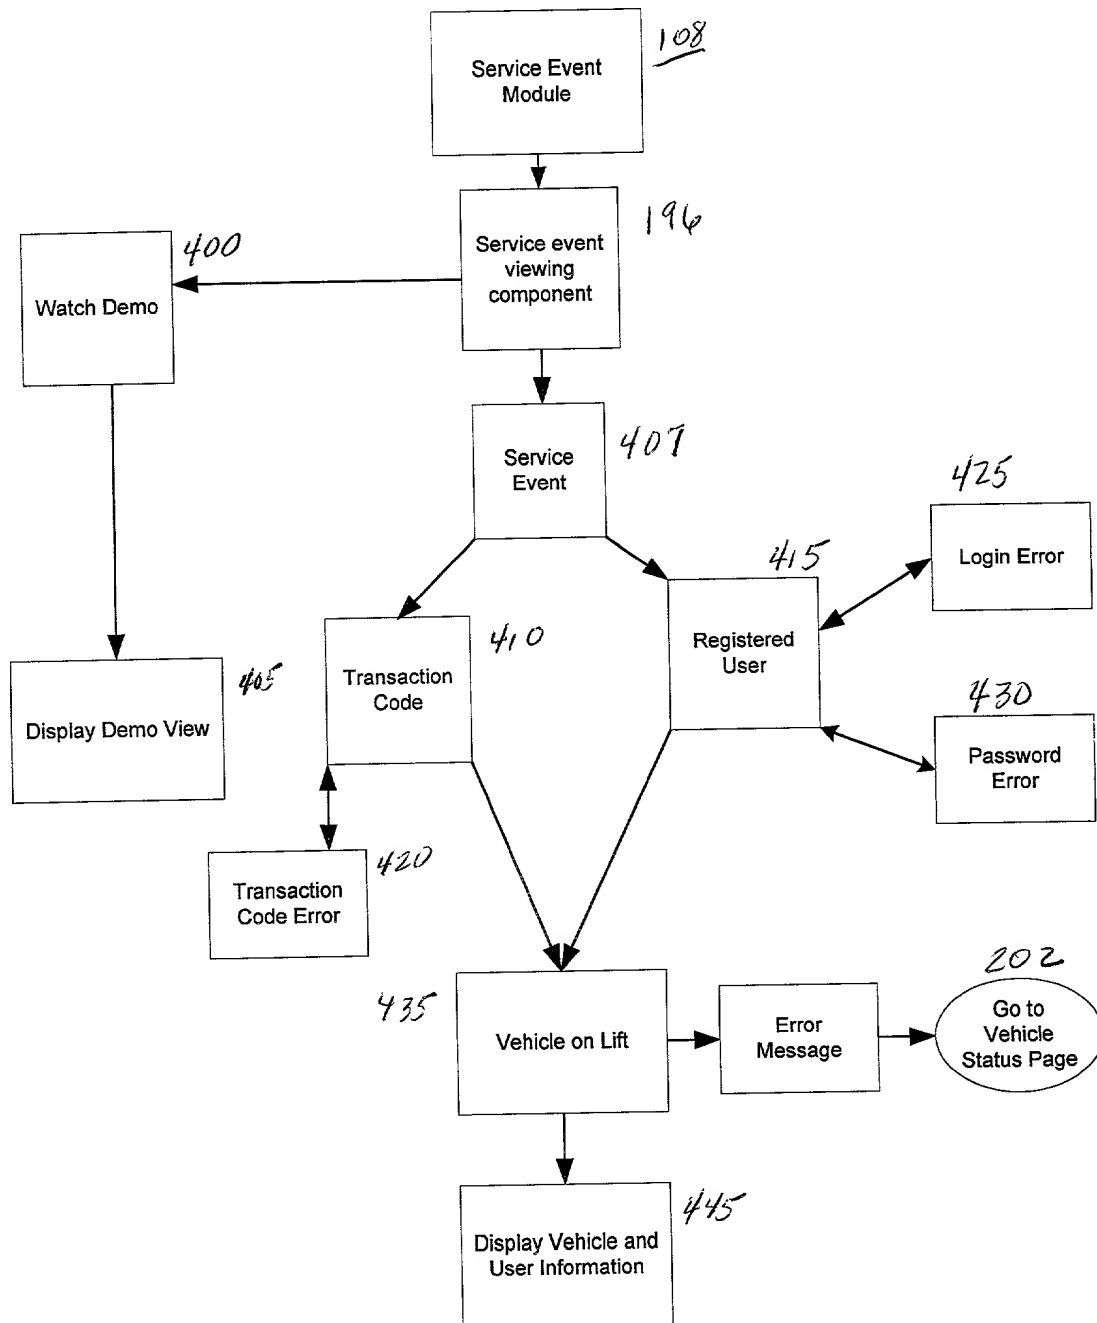 Service Event
Module
108
Service event
viewing
component
196
400
Watch Demo
Service
Event
407
425
Login Error
415
Registered
User
410
Transaction
Code
405
Display Demo View
430
Password
Error
420
Transaction
Code Error
435
Vehicle on Lift
Error
Message
202
Go to
Vehicle
Status Page
445
Display Vehicle and
User Information